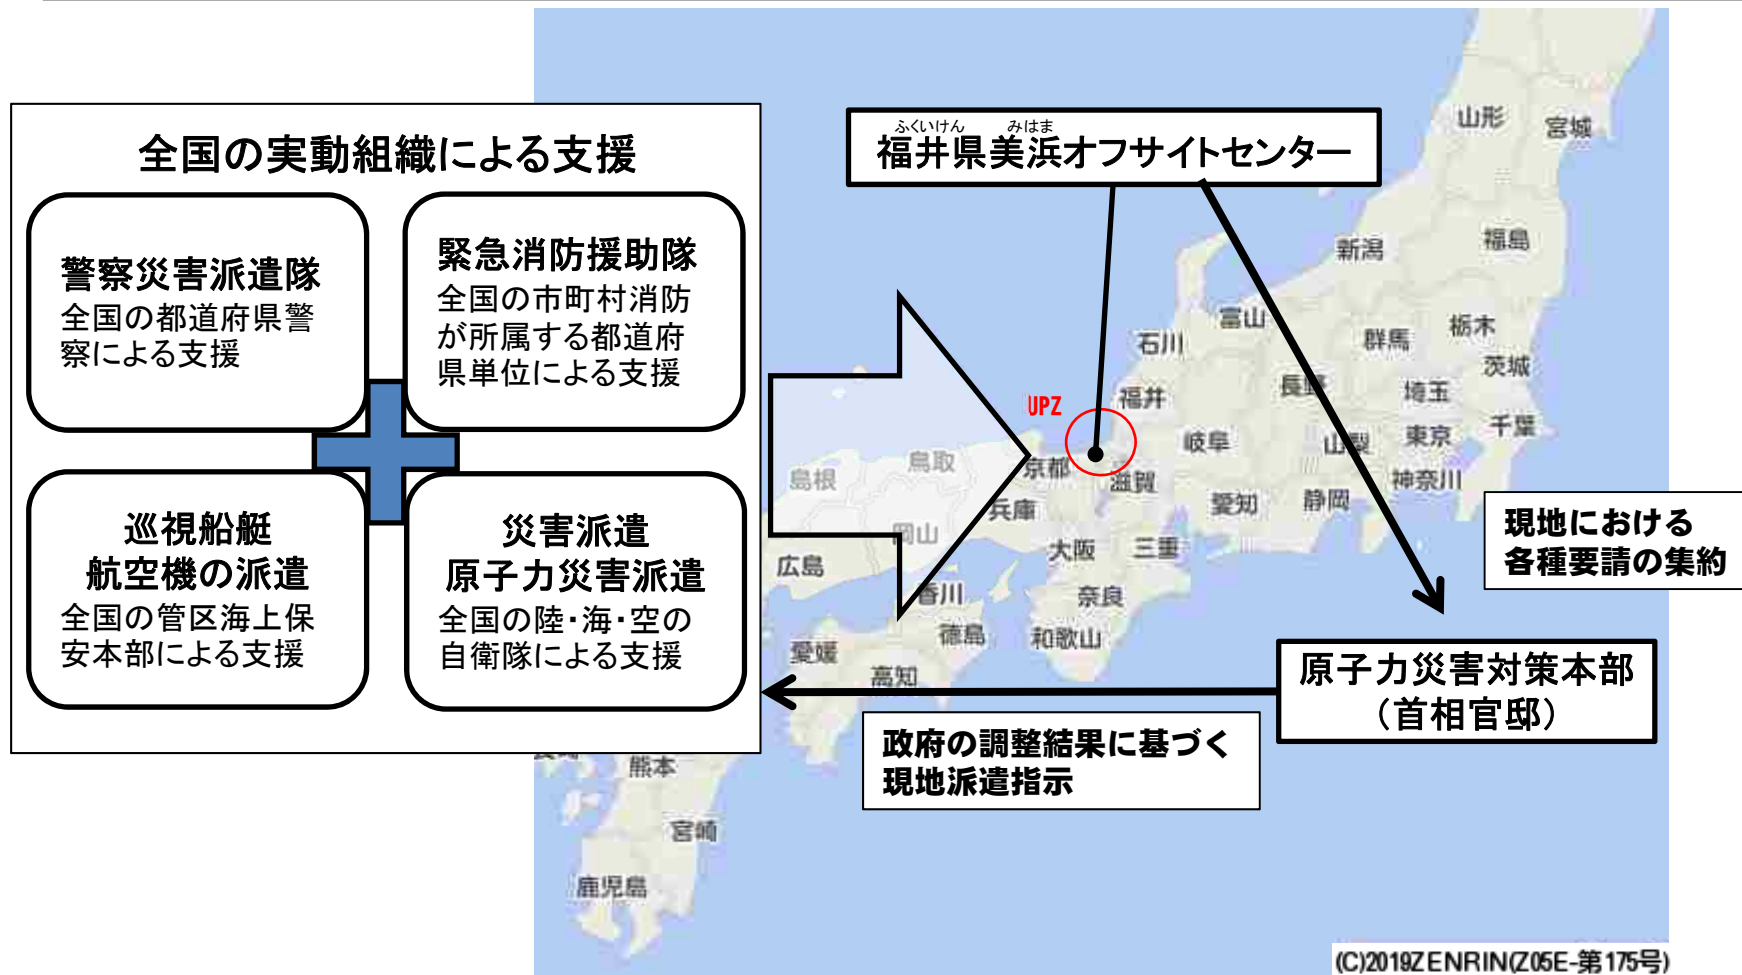 全国の実動組織による支援
警察災害派遣隊
全国の都道府県警
察による支援
緊急消防援助隊
全国の市町村消防
が所属する都道府
県単位による支援
巡視船艇
航空機の派遣
全国の管区海上保
安本部による支援
災害派遣
原子力災害派遣
全国の陸・海・空の
自衛隊による支援
ふくいけん　みはま
福井県美浜オフサイトセンター
現地における
各種要請の集約
原子力災害対策本部
（首相官邸）
政府の調整結果に基づく
現地派遣指示
UPZ
山形
宮城
新潟
福島
富山
石川
群馬
栃木
茨城
長野
埼玉
福井
岐阜
山梨
東京
千葉
鳥取
島根
京都
滋賀
神奈川
兵庫
愛知
静岡
岡山
大阪
三重
広島
香川
奈良
徳島
和歌山
愛媛
高知
熊本
宮崎
鹿児島
(C)2019ZENRIN(Z05E-第175号)